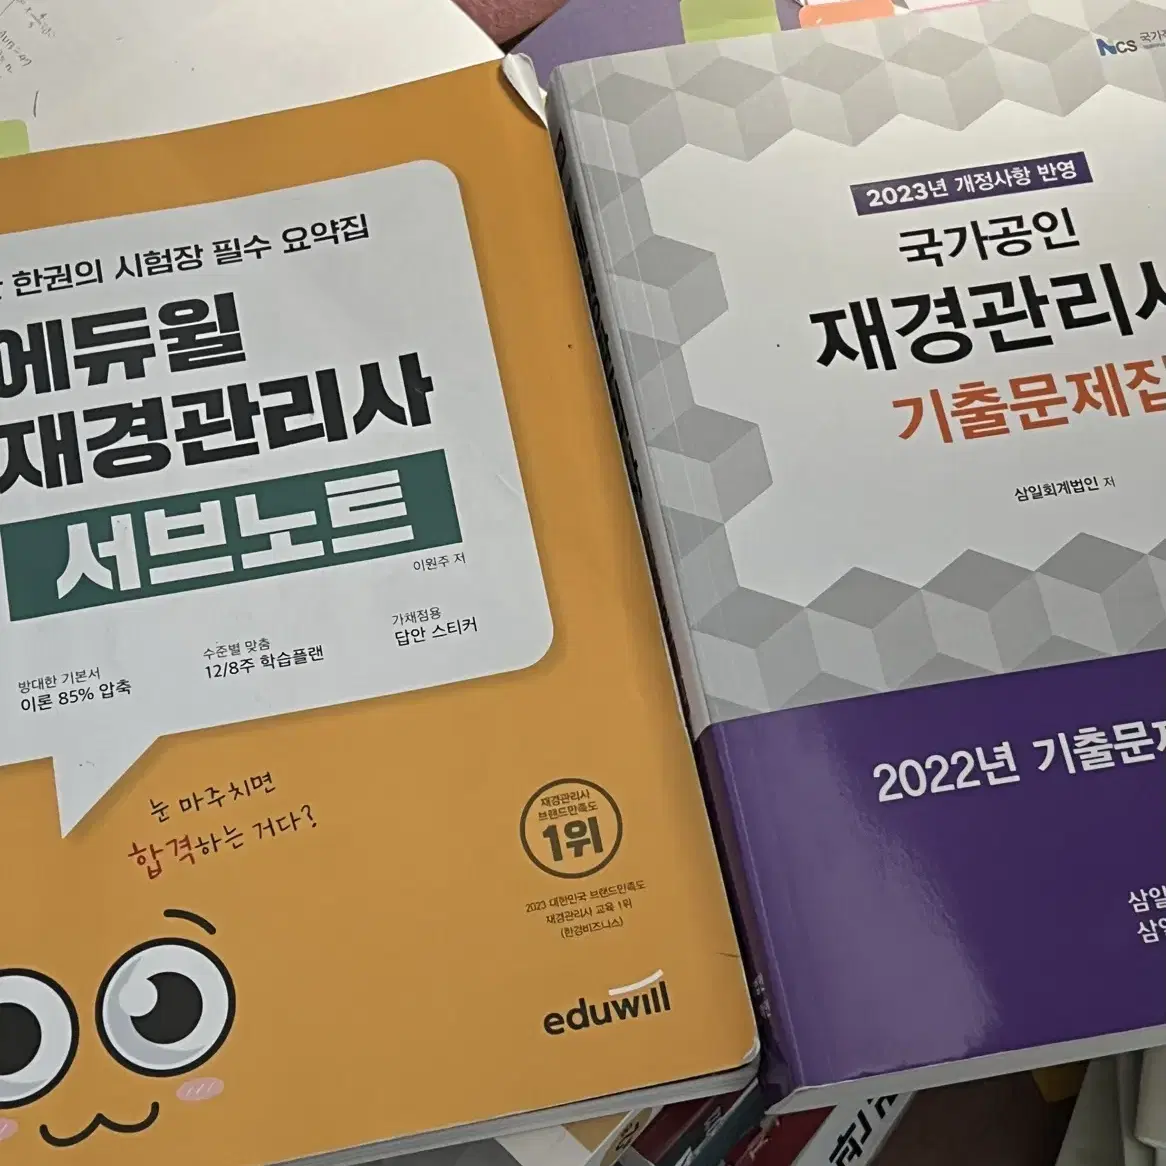 한권의 시험장 필수 요약집
에듀윌
재경관리사
서브노트
이원주 저
방대한 기본서
이론 85% 압축
수준별 맞춤
12/8주 학습플랜
가채점용
답안 스티커
눈 마주치면
합격하는 거다?
재경관리사
브랜드만족도
1위
2023 대한민국 브랜드만족도
재경관리사 교육 1위
(한경비즈니스)
eduwill
NCS
2023년 개정사항 반영
국가공인
재경관리사
기출문제집
삼일회계법인 저
2022년 기출문제
삼일